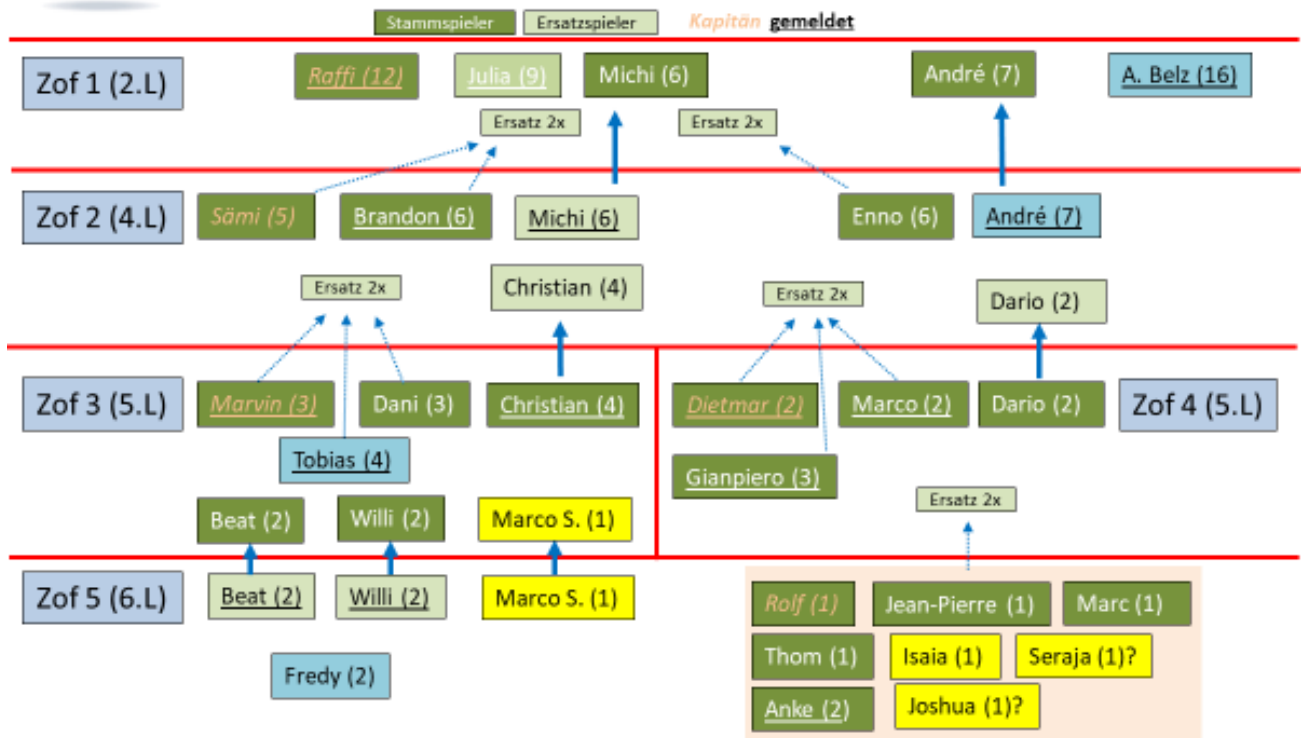 Stammspieler Ersatzspieler Kapitän gemeldet
Zof 1 (2.L) Raffi (12) Julia (9) Michi (6) André (7) A. Belz (16)
Ersatz 2x Ersatz 2x
Zof 2 (4.L) Sämi (5) Brandon (6) Michi (6) Enno (6) André (7)
Ersatz 2x Christian (4) Ersatz 2x Dario (2)
Zof 3 (5.L) Marvin (3) Dani (3) Christian (4) Dietmar (2) Marco (2) Dario (2) Zof 4 (5.L)
Tobias (4) Gianpiero (3)
Beat (2) Willi (2) Marco S. (1) Ersatz 2x
Zof 5 (6.L) Beat (2) Willi (2) Marco S. (1) Rolf (1) Jean-Pierre (1) Marc (1)
Thom (1) Isaia (1) Seraja (1)?
Fredy (2)
Anke (2) Joshua (1)?